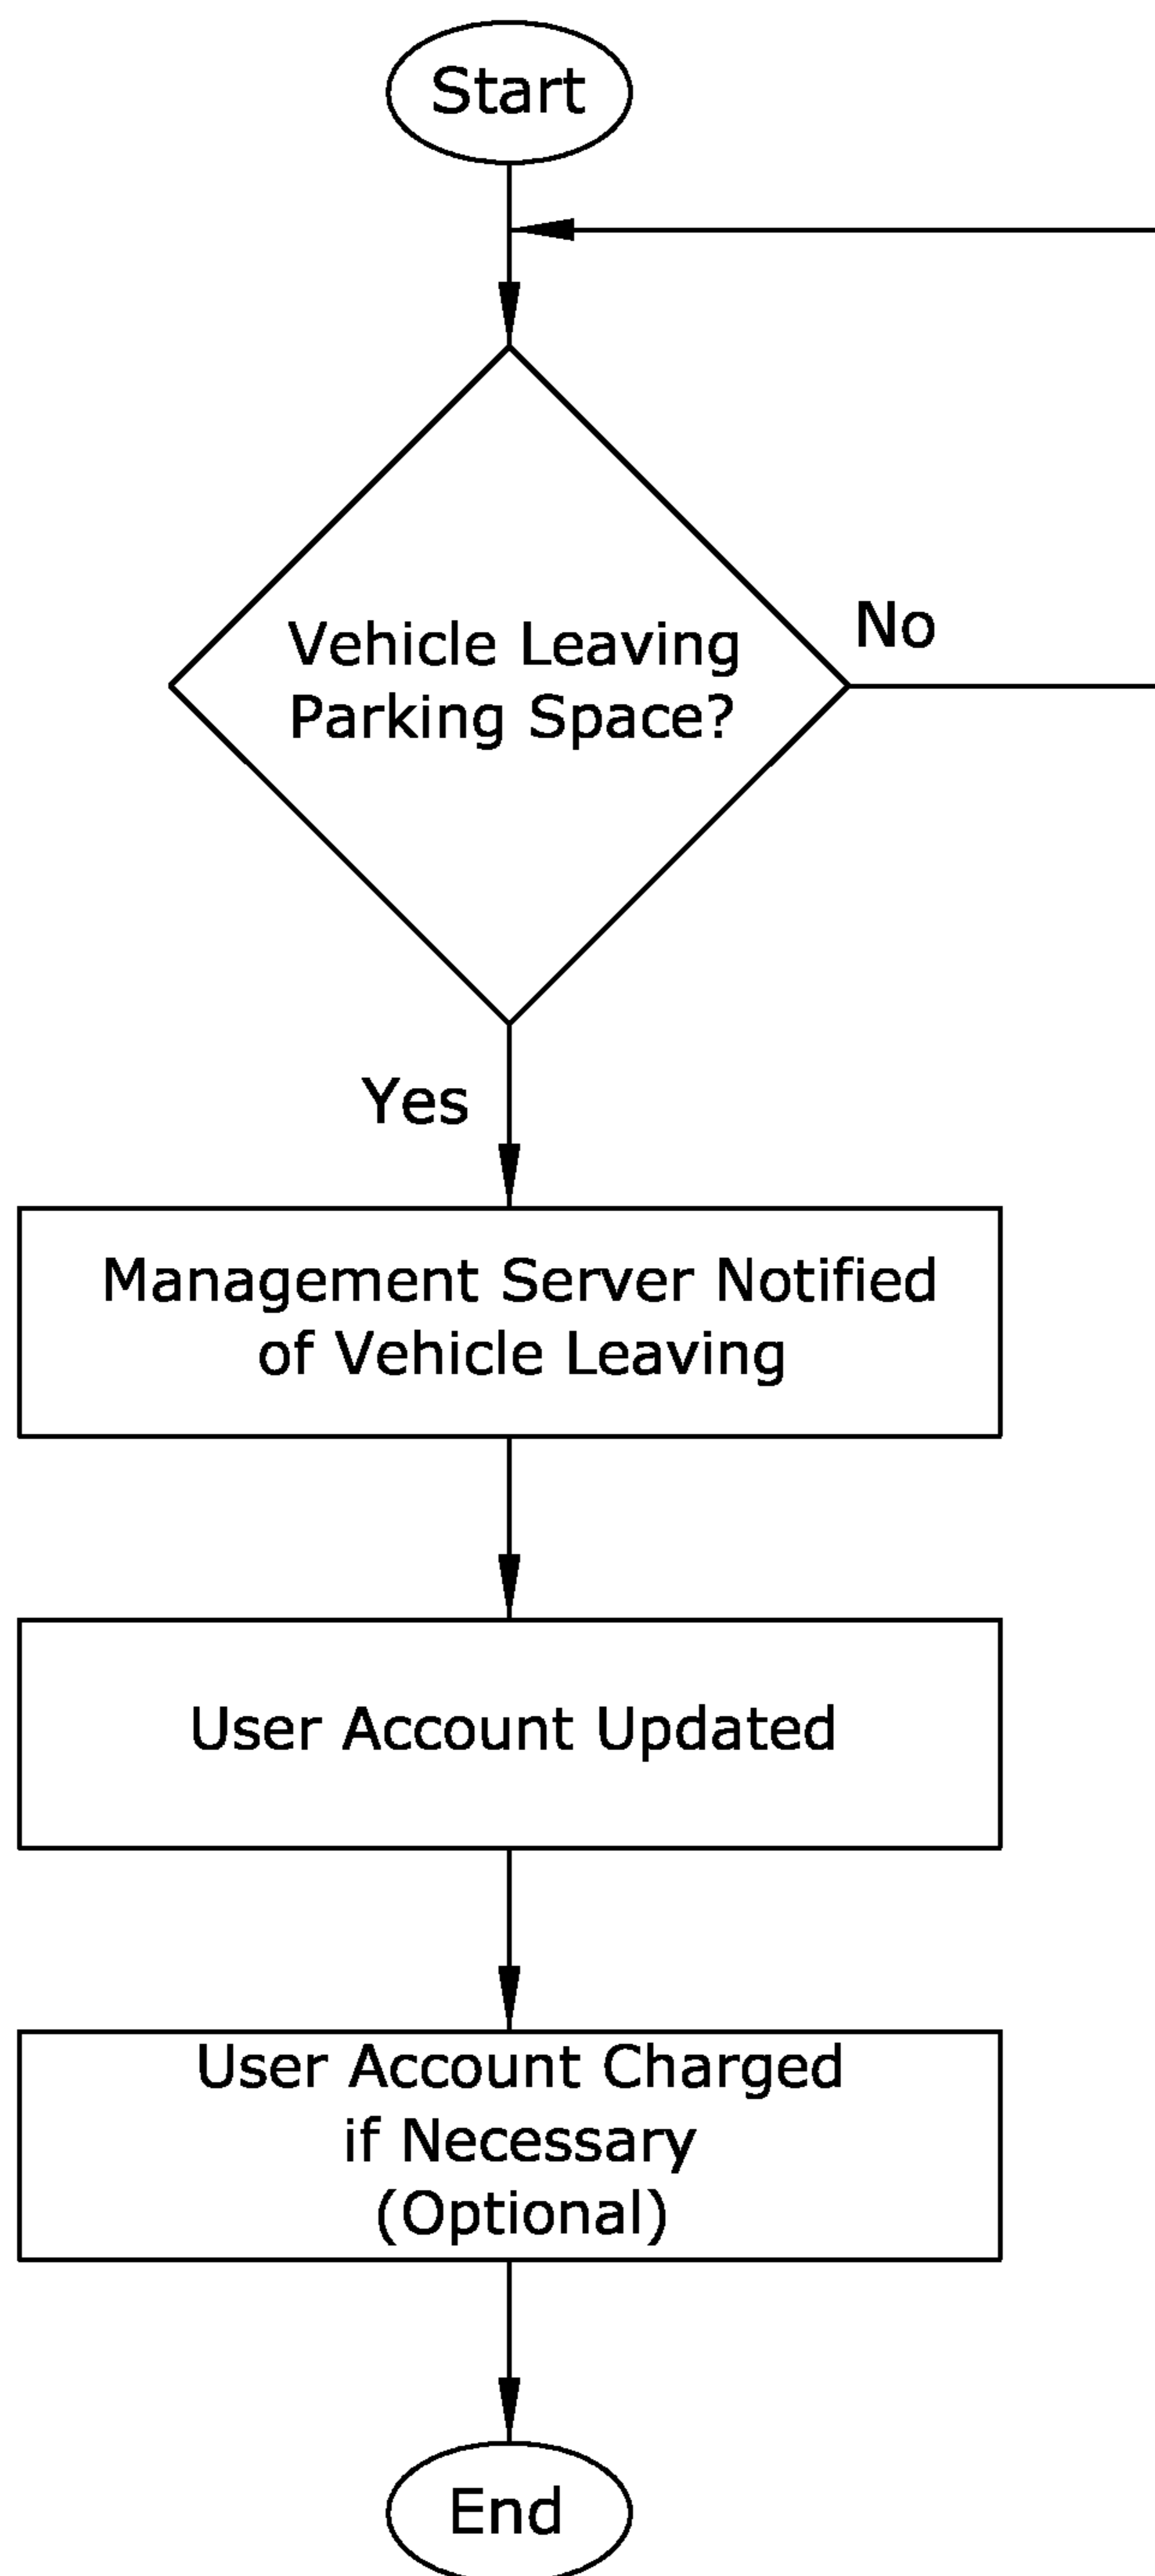 Start
Vehicle Leaving
Parking Space?
No
Yes
Management Server Notified
of Vehicle Leaving
User Account Updated
User Account Charged
if Necessary
(Optional)
End